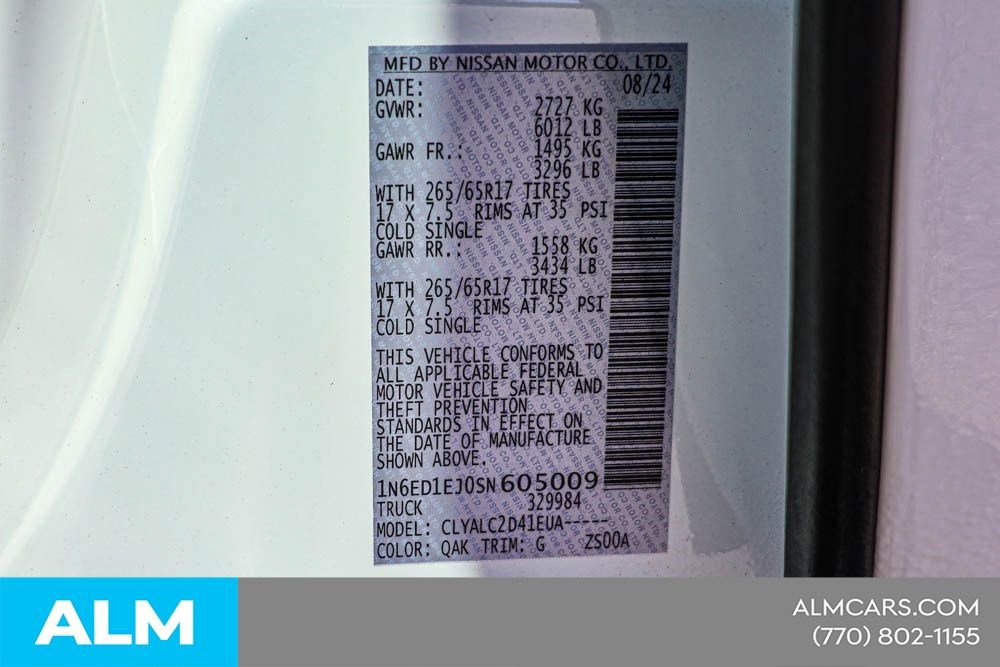 MFD BY NISSAN MOTOR CO., LTD.
DATE: 08/24
GVWR: 2727 KG
6012 LB
GAWR FR.: 1495 KG
3296 LB
WITH 265/65R17 TIRES
17 X 7.5 RIMS AT 35 PSI
COLD SINGLE
GAWR RR.: 1558 KG
3434 LB
WITH 265/65R17 TIRES
17 X 7.5 RIMS AT 35 PSI
COLD SINGLE
THIS VEHICLE CONFORMS TO
ALL APPLICABLE FEDERAL
MOTOR VEHICLE SAFETY AND
THEFT PREVENTION
STANDARDS IN EFFECT ON
THE DATE OF MANUFACTURE
SHOWN ABOVE.
1N6ED1EJ0SN605009
TRUCK 329984
MODEL: CLYALC2D41EUA-----
COLOR: QAK TRIM: G ZS00A
ALM
ALMCARS.COM
(770) 802-1155